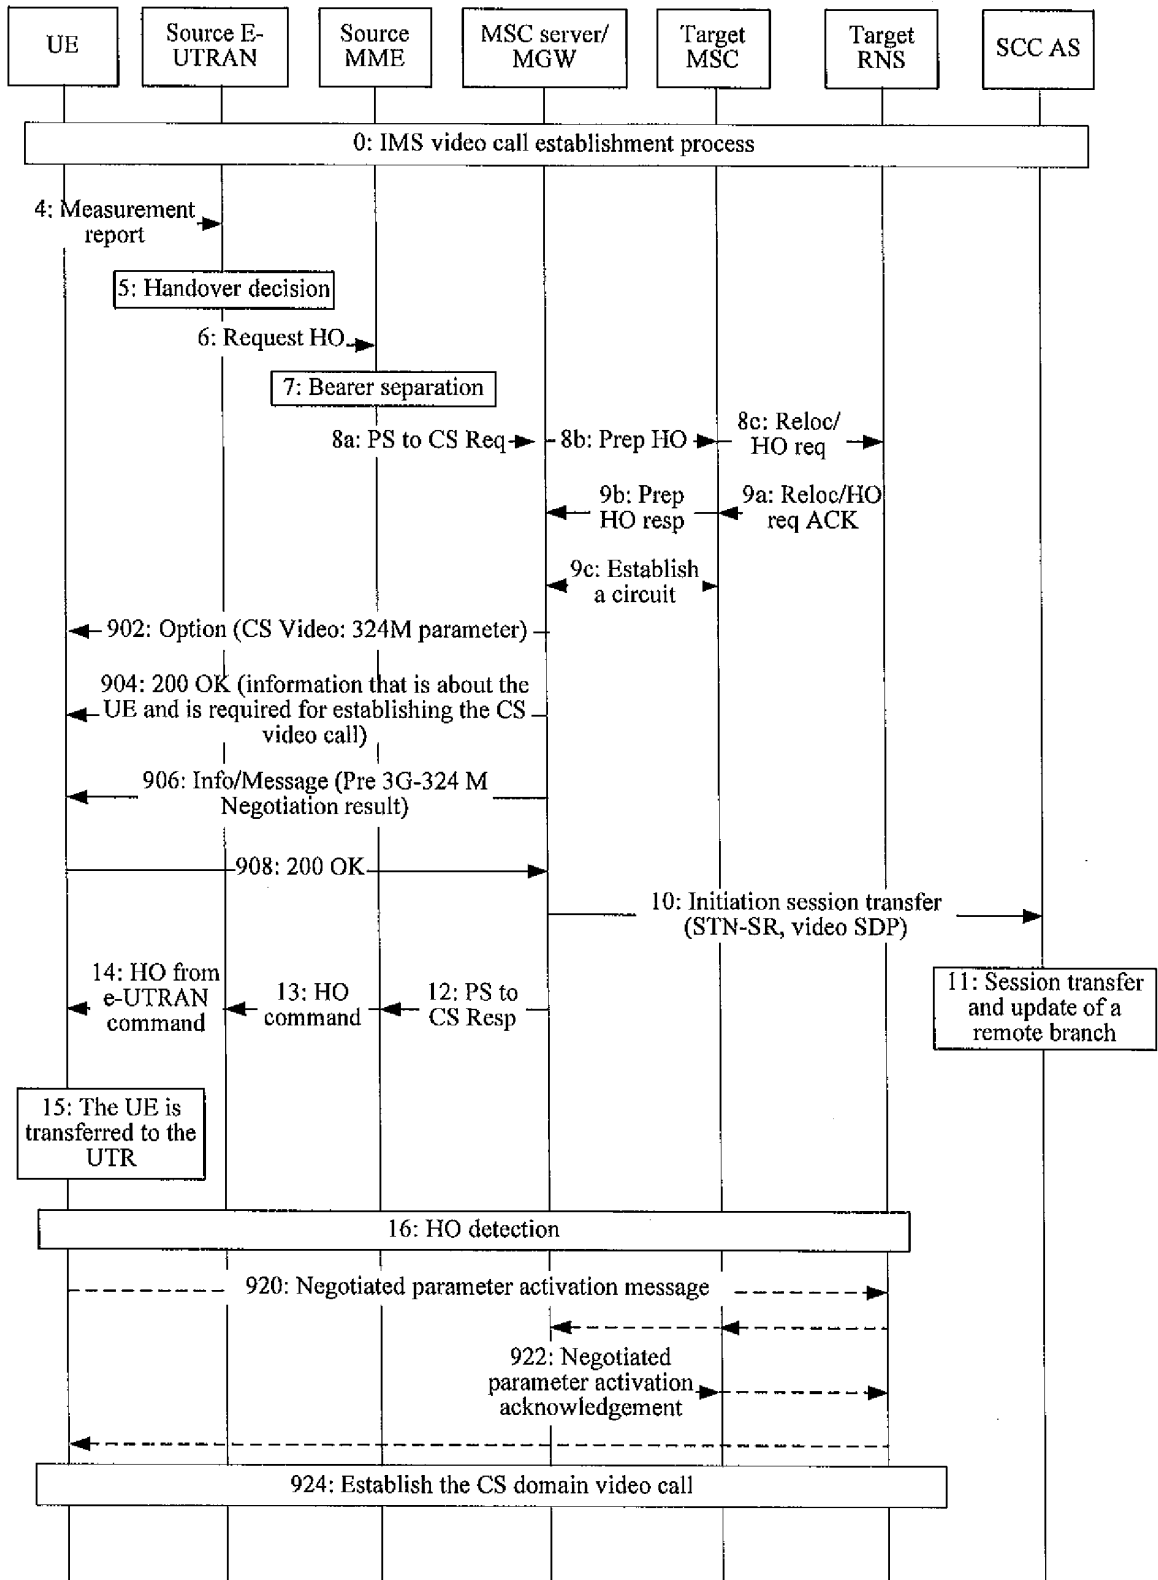 UE
Source E-
UTRAN
Source
MME
MSC server/
MGW
Target
MSC
Target
RNS
SCC AS
0: IMS video call establishment process
4: Measurement
report
5: Handover decision
6: Request HO
7: Bearer separation
8a: PS to CS Req
8b: Prep HO
8c: Reloc/
HO req
9b: Prep
HO resp
9a: Reloc/HO
req ACK
9c: Establish
a circuit
902: Option (CS Video: 324M parameter)
904: 200 OK (information that is about the
UE and is required for establishing the CS
video call)
906: Info/Message (Pre 3G-324 M
Negotiation result)
908: 200 OK
10: Initiation session transfer
(STN-SR, video SDP)
14: HO from
e-UTRAN
command
13: HO
command
12: PS to
CS Resp
11: Session transfer
and update of a
remote branch
15: The UE is
transferred to the
UTR
16: HO detection
920: Negotiated parameter activation message
922: Negotiated
parameter activation
acknowledgement
924: Establish the CS domain video call